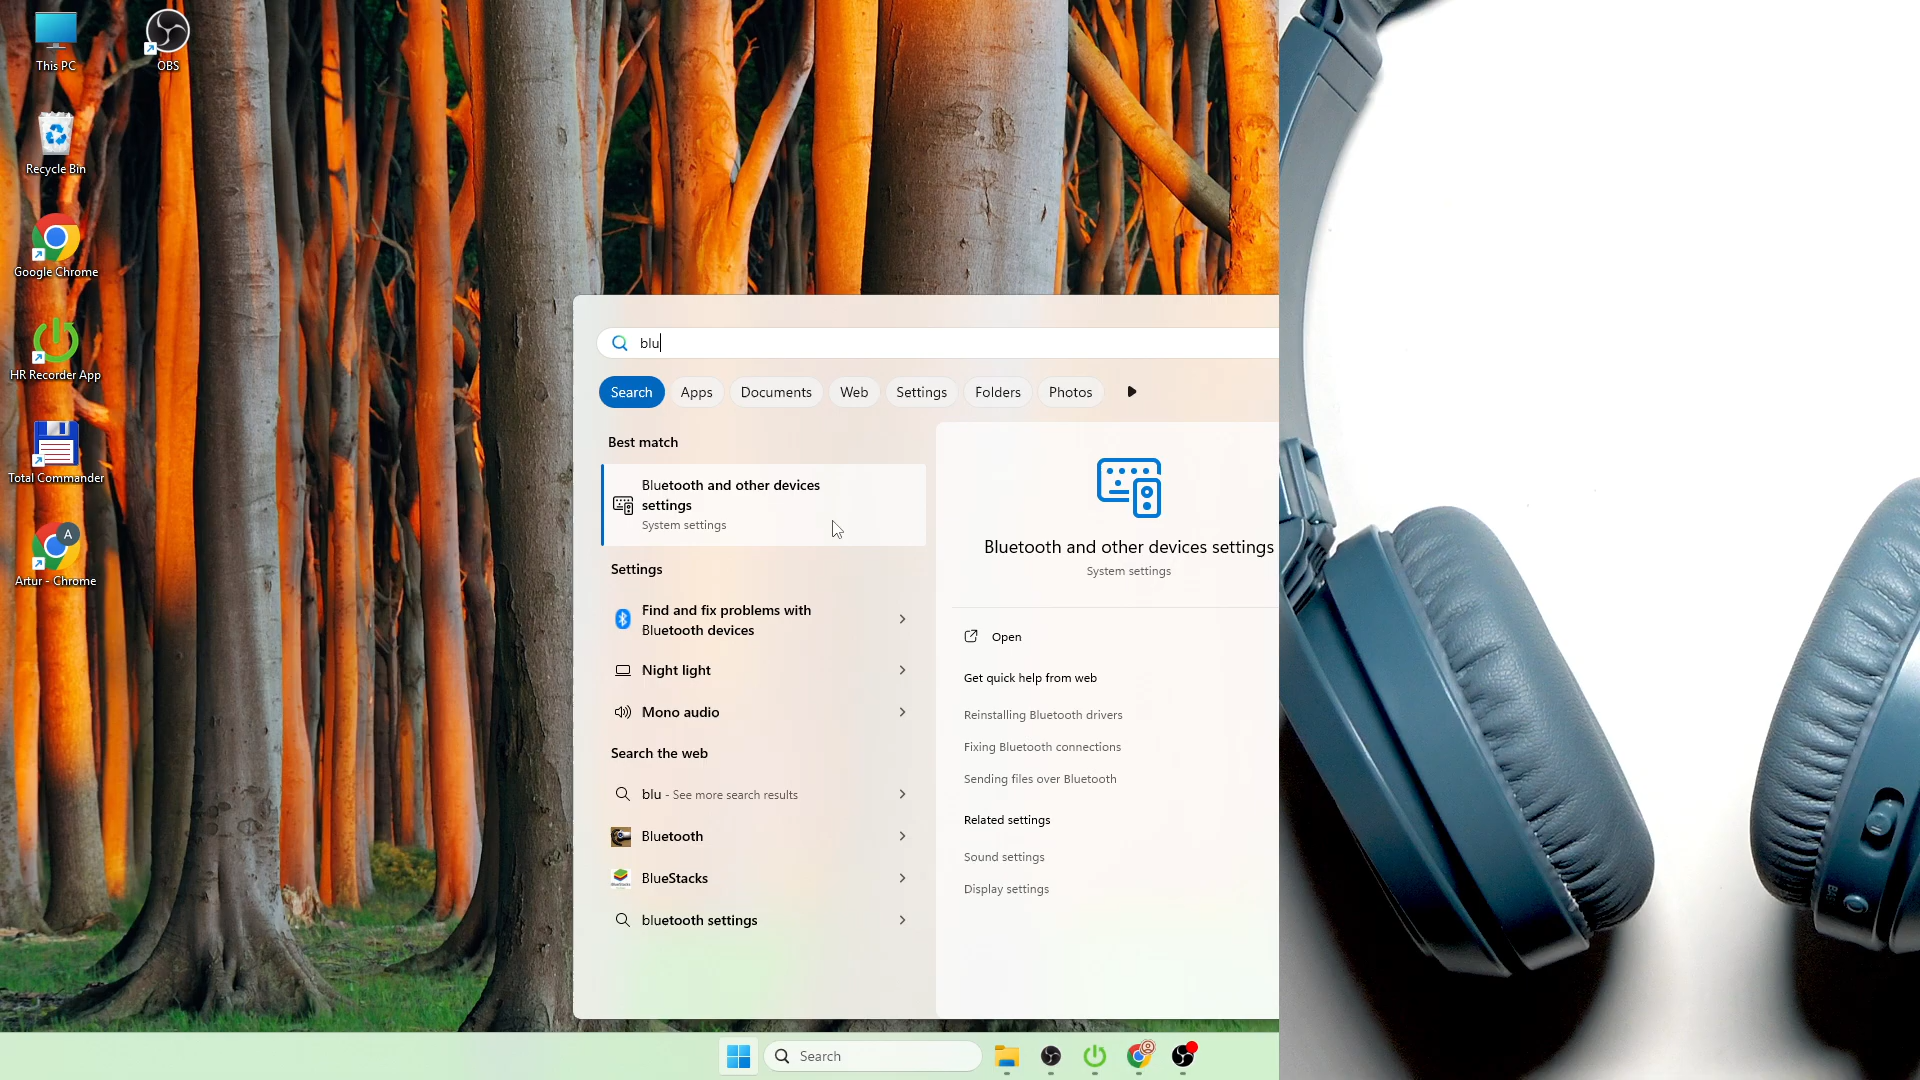 This PC
OBS
Recycle Bin
Google Chrome
HR Recorder App
Total Commander
A
Artur - Chrome
blu
Search Apps Documents Web Settings Folders Photos
Best match
Bluetooth and other devices
settings
System settings
Settings
Find and fix problems with
Bluetooth devices
Night light
Mono audio
Search the web
blu - See more search results
Bluetooth
BlueStacks
bluetooth settings
Bluetooth and other devices settings
System settings
Open
Get quick help from web
Reinstalling Bluetooth drivers
Fixing Bluetooth connections
Sending files over Bluetooth
Related settings
Sound settings
Display settings
Search